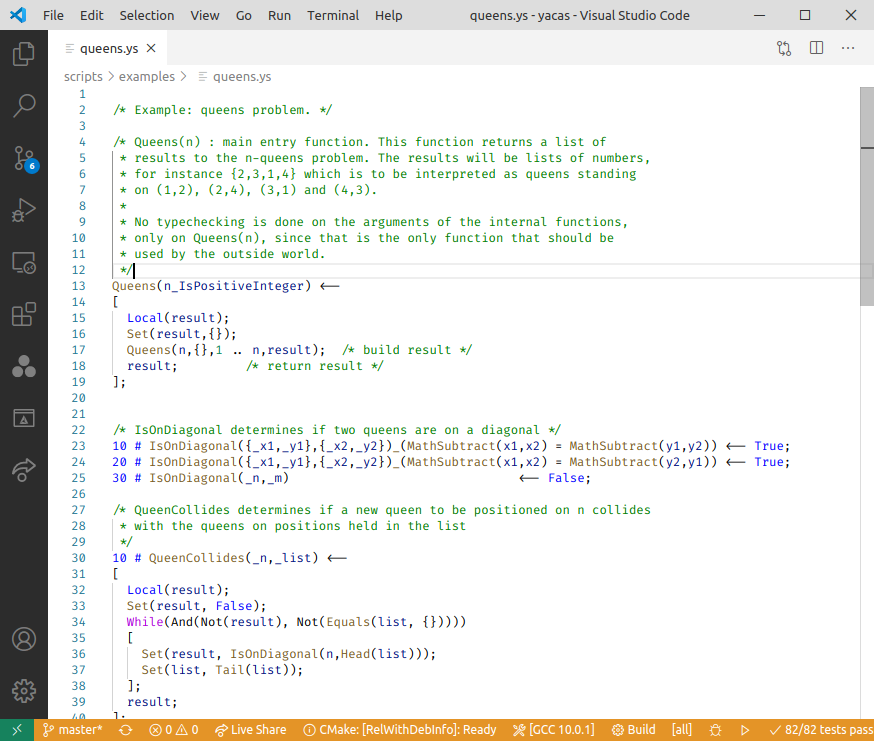 File Edit Selection View Go Run Terminal Help queens.ys - yacas - Visual Studio Code
queens.ys
scripts > examples > queens.ys
6
1
2 /* Example: queens problem. */
3
4 /* Queens(n) : main entry function. This function returns a list of
5 * results to the n-queens problem. The results will be lists of numbers,
6 * for instance {2,3,1,4} which is to be interpreted as queens standing
7 * on (1,2), (2,4), (3,1) and (4,3).
8 *
9 * No typechecking is done on the arguments of the internal functions,
10 * only on Queens(n), since that is the only function that should be
11 * used by the outside world.
12 */
13 Queens(n_IsPositiveInteger) <--
14 [
15 Local(result);
16 Set(result,{});
17 Queens(n,{},1 .. n,result); /* build result */
18 result; /* return result */
19 ];
20
21
22 /* IsOnDiagonal determines if two queens are on a diagonal */
23 10 # IsOnDiagonal({_x1,_y1},{_x2,_y2})_(MathSubtract(x1,x2) = MathSubtract(y1,y2)) <-- True;
24 20 # IsOnDiagonal({_x1,_y1},{_x2,_y2})_(MathSubtract(x1,x2) = MathSubtract(y2,y1)) <-- True;
25 30 # IsOnDiagonal(_n,_m) <-- False;
26
27 /* QueenCollides determines if a new queen to be positioned on n collides
28 * with the queens on positions held in the list
29 */
30 10 # QueenCollides(_n,_list) <--
31 [
32 Local(result);
33 Set(result, False);
34 While(And(Not(result), Not(Equals(list, {}))))
35 [
36 Set(result, IsOnDiagonal(n,Head(list)));
37 Set(list, Tail(list));
38 ];
39 result;
40 ];
master* 0 0 Live Share CMake: [RelWithDebInfo]: Ready [GCC 10.0.1] Build [all] 82/82 tests pass